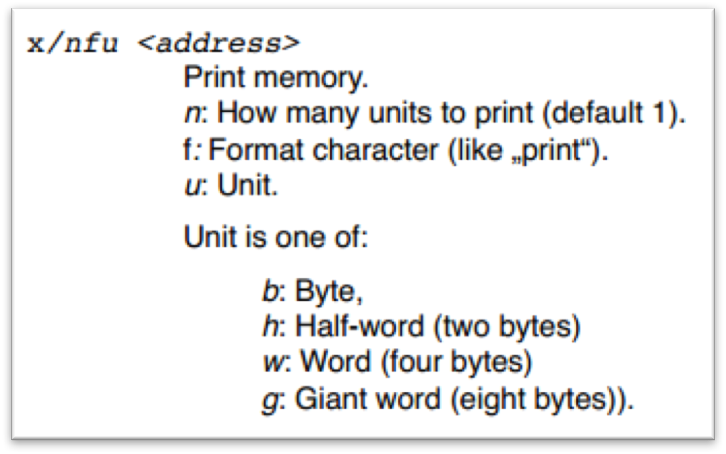 x/nfu <address>
Print memory.
n: How many units to print (default 1).
f: Format character (like „print“).
u: Unit.
Unit is one of:
b: Byte,
h: Half-word (two bytes)
w: Word (four bytes)
g: Giant word (eight bytes)).